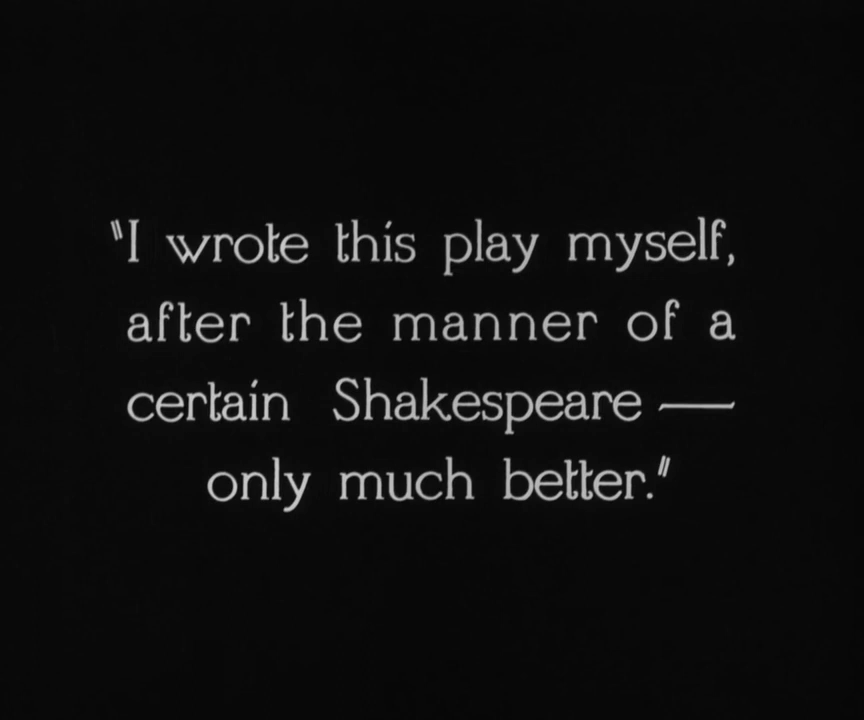 "I wrote this play myself,
after the manner of a
certain Shakespeare —
only much better."